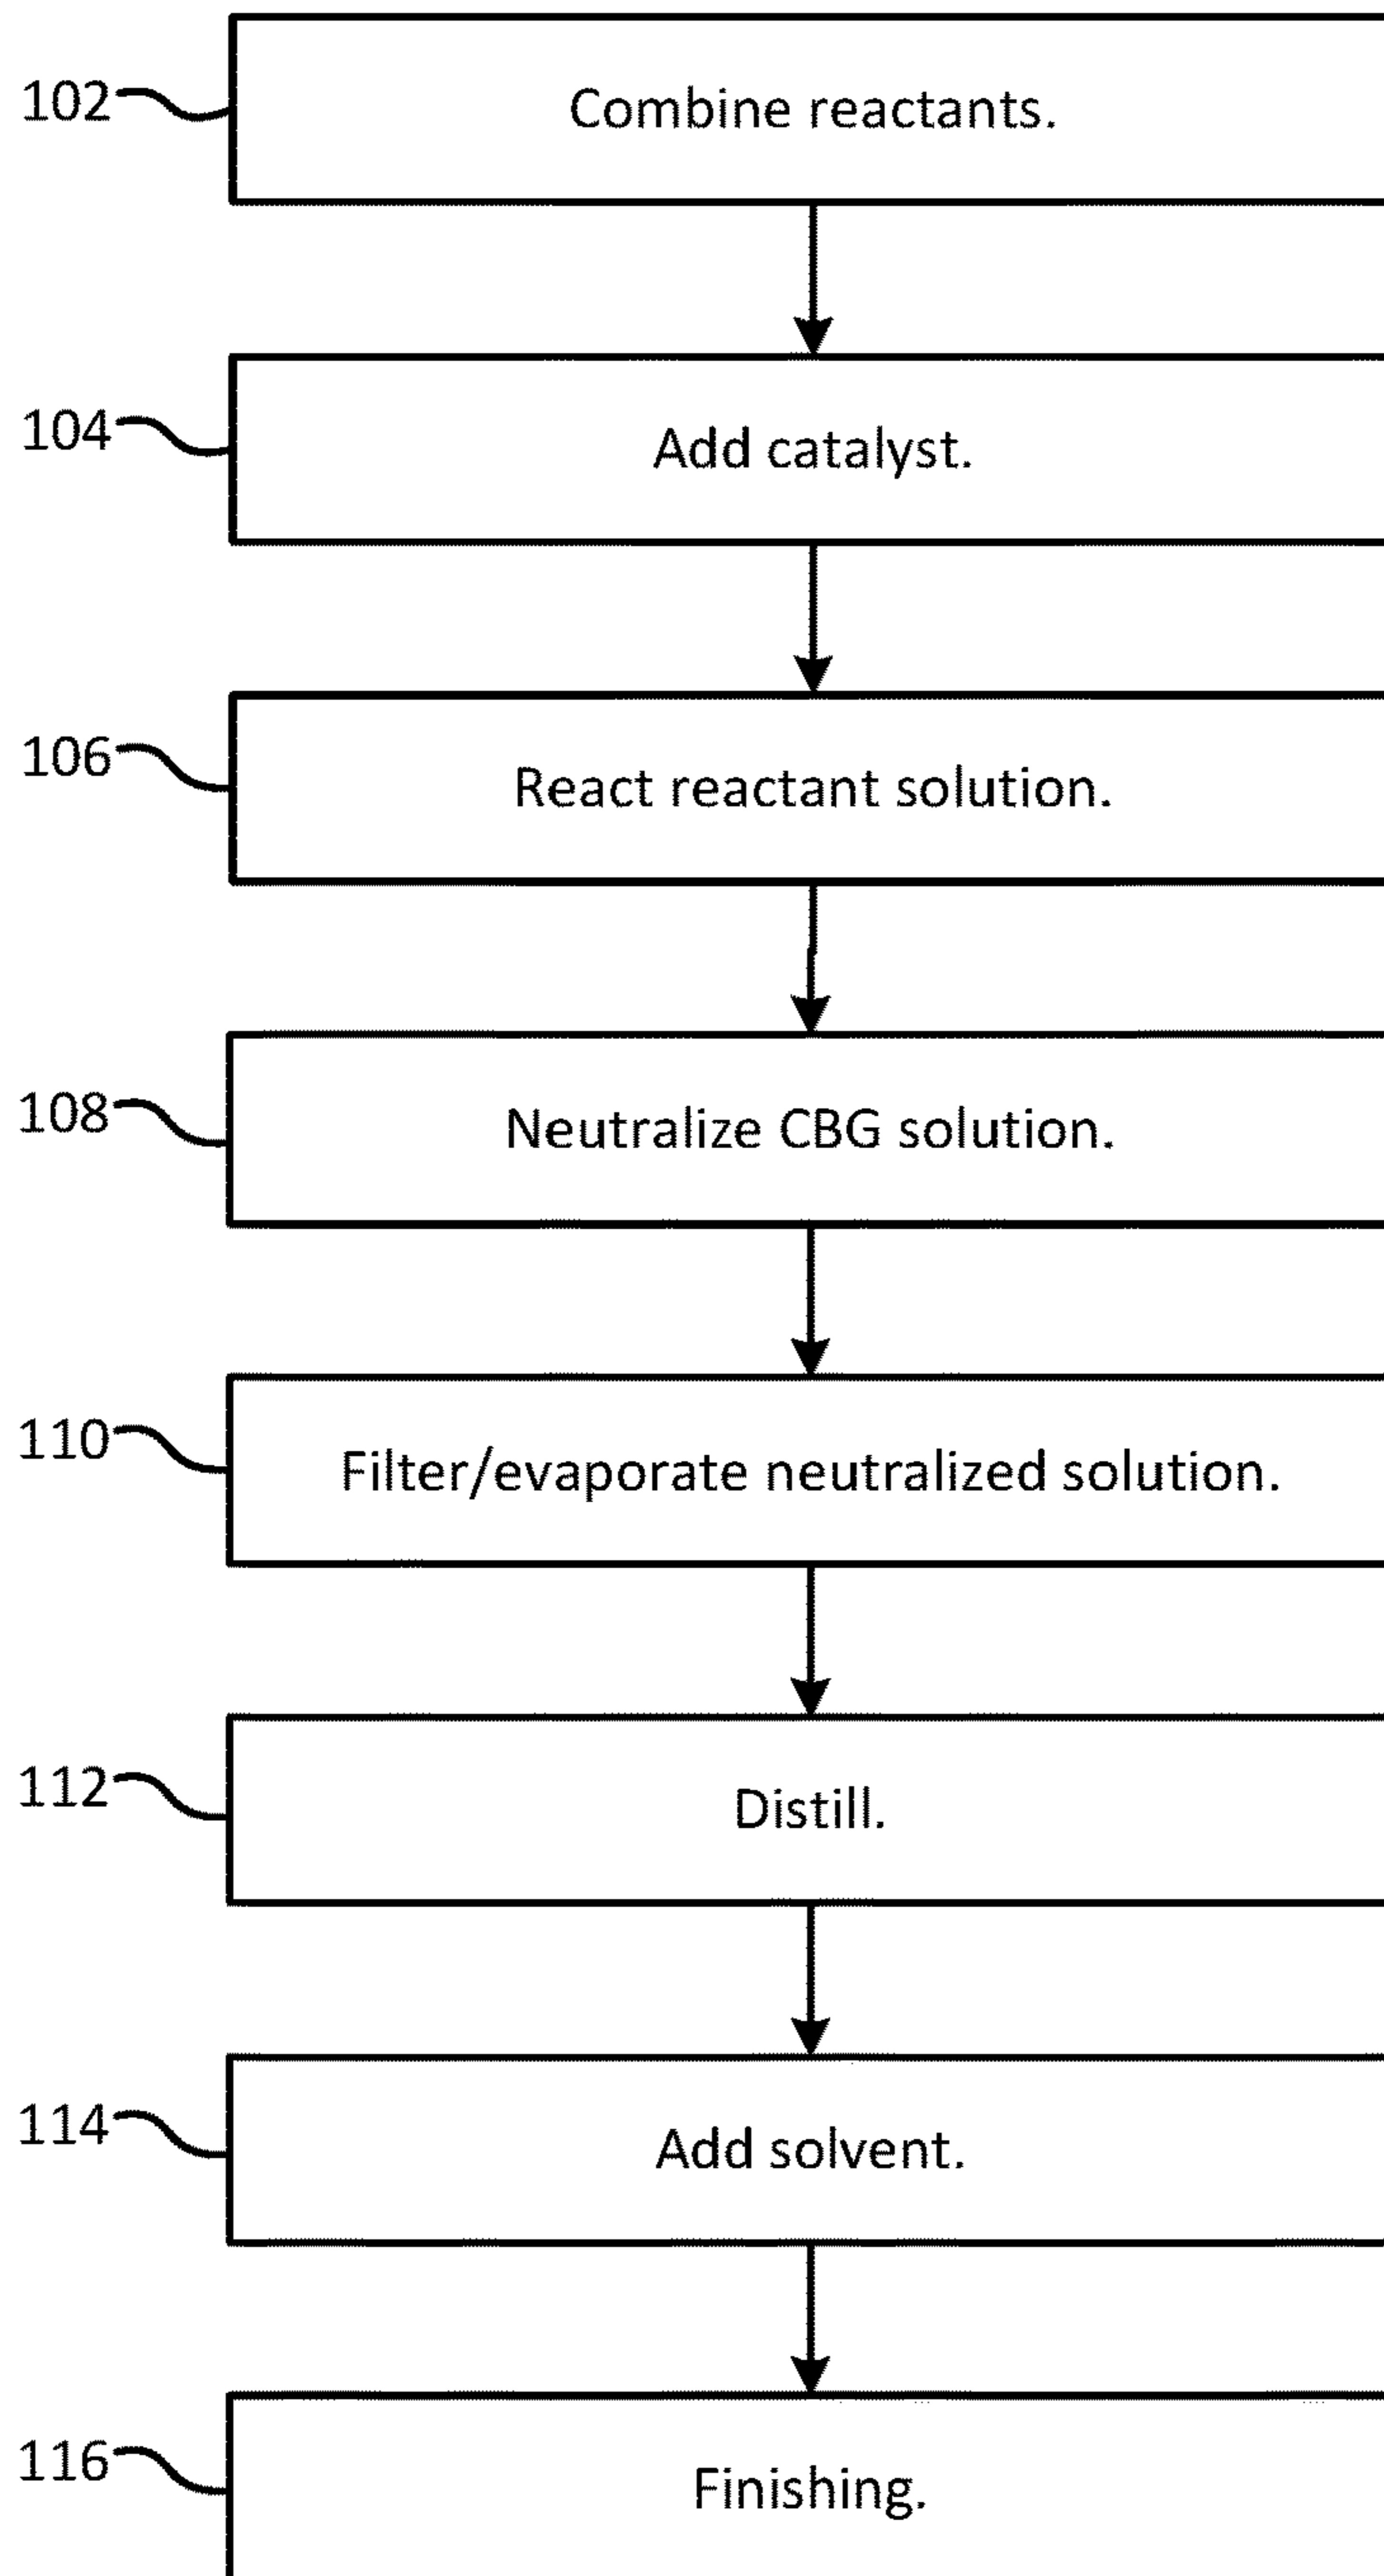 102 Combine reactants.
104 Add catalyst.
106 React reactant solution.
108 Neutralize CBG solution.
110 Filter/evaporate neutralized solution.
112 Distill.
114 Add solvent.
116 Finishing.